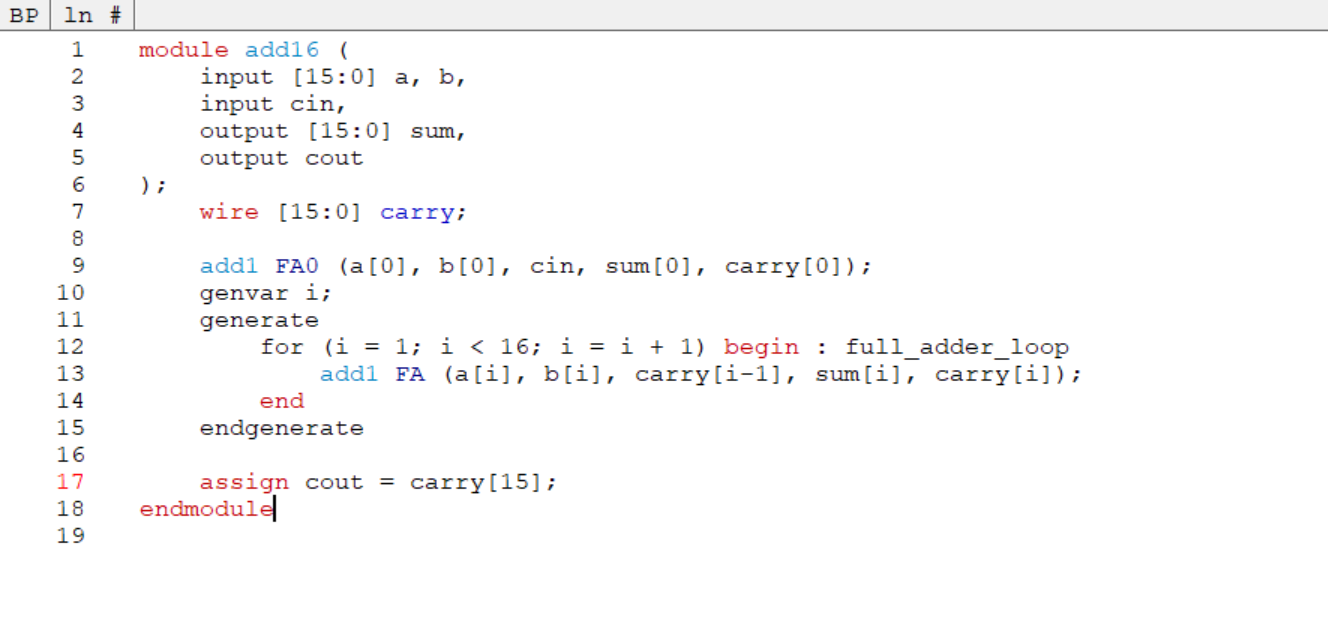 BP ln #
1 module add16 (
2 input [15:0] a, b,
3 input cin,
4 output [15:0] sum,
5 output cout
6 );
7 wire [15:0] carry;
8
9 add1 FA0 (a[0], b[0], cin, sum[0], carry[0]);
10 genvar i;
11 generate
12 for (i = 1; i < 16; i = i + 1) begin : full_adder_loop
13 add1 FA (a[i], b[i], carry[i-1], sum[i], carry[i]);
14 end
15 endgenerate
16
17 assign cout = carry[15];
18 endmodule
19